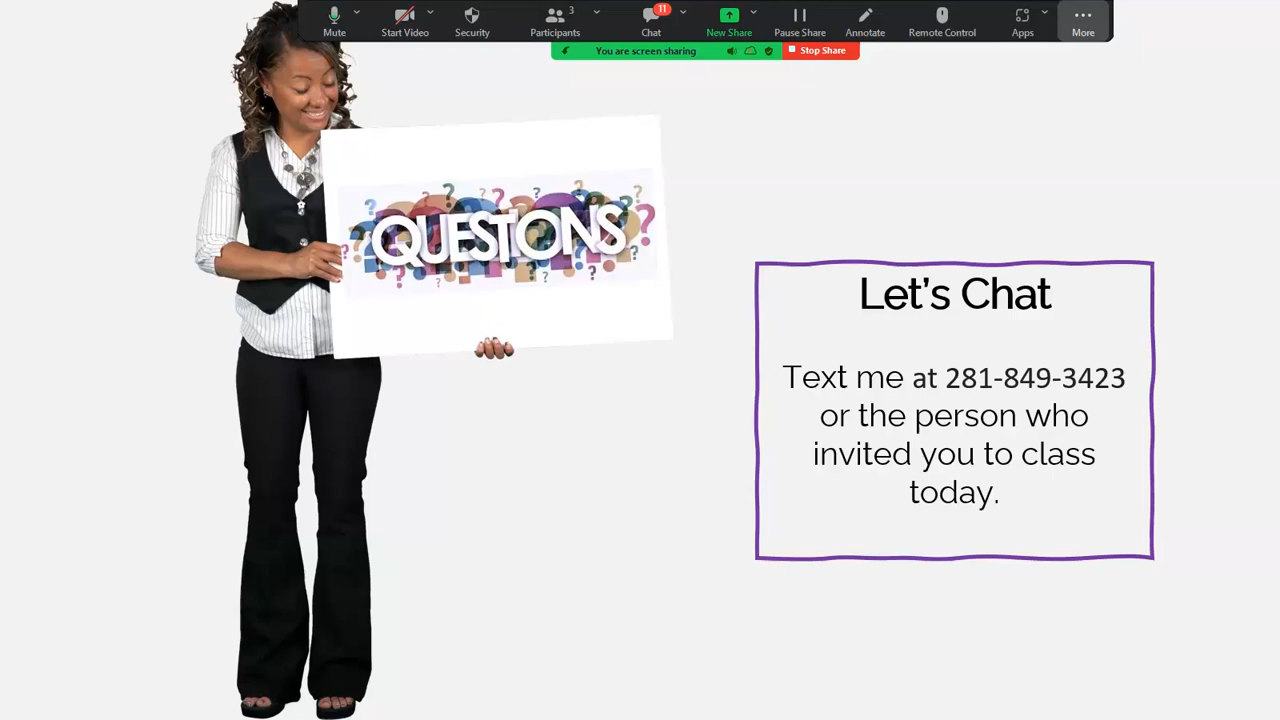 Mute
Start Video
Security
Participants
3
Chat
11
New Share
Pause Share
Annotate
Remote Control
Apps
More
You are screen sharing
Stop Share
QUESTONS
Let's Chat
Text me at 281-849-3423
or the person who
invited you to class
today.